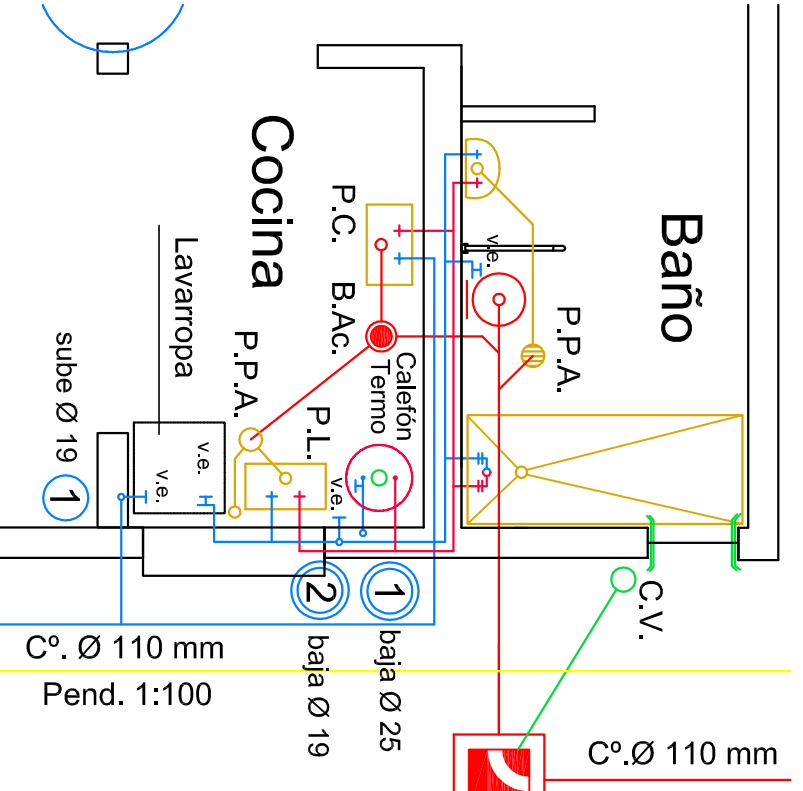 Cocina
Baño
P.C.
B.Ac.
v.e.
P.P.A.
Lavarropa
P.P.A.
P.L.
Calefón
Termo
sube Ø 19
1
v.e.
v.e.
v.e.
2
baja Ø 19
1
baja Ø 25
C.V.
Cº. Ø 110 mm
Pend. 1:100
Cº.Ø 110 mm